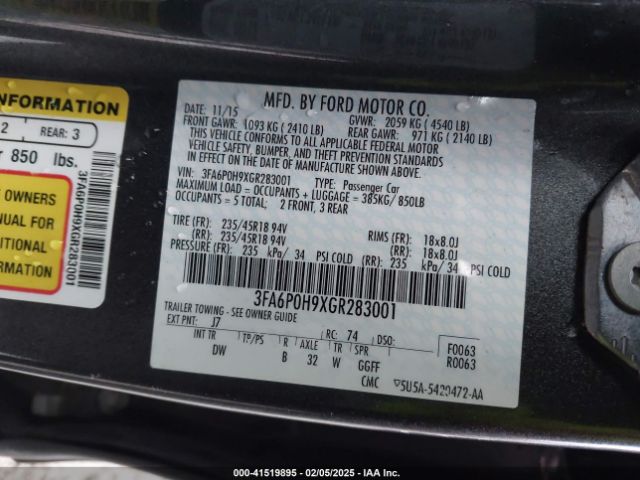 NFORMATION
2 REAR: 3
r 850 lbs.
OWNERS
NUAL FOR
DITIONAL
ORMATION
3FA6P0H9XGR283001
MFD. BY FORD MOTOR CO.
DATE: 11/15 GVWR: 2059 KG ( 4540 LB)
FRONT GAWR: 1093 KG ( 2410 LB) REAR GAWR: 971 KG ( 2140 LB)
THIS VEHICLE CONFORMS TO ALL APPLICABLE FEDERAL MOTOR
VEHICLE SAFETY, BUMPER, AND THEFT PREVENTION STANDARDS
IN EFFECT ON THE DATE OF MANUFACTURE SHOWN ABOVE.
VIN: 3FA6P0H9XGR283001 TYPE: Passenger Car
MAXIMUM LOAD = OCCUPANTS + LUGGAGE = 385KG/ 850LB
OCCUPANTS = 5 TOTAL: 2 FRONT, 3 REAR
TIRE (FR): 235/45R18 94V RIMS (FR): 18x8.0J
(RR): 235/45R18 94V (RR): 18x8.0J
PRESSURE (FR): 235 kPa/ 34 PSI COLD (RR): 235 kPa/ 34 PSI COLD
3FA6P0H9XGR283001
TRAILER TOWING - SEE OWNER GUIDE
EXT PNT: J7 RC: 74 DSO: F0063
INT TR TP/PS R AXLE TR SPR R0063
DW B 32 W GGFF
CMC ▽5U5A-5420472-AA
000-41519895 - 02/05/2025 - IAA Inc.